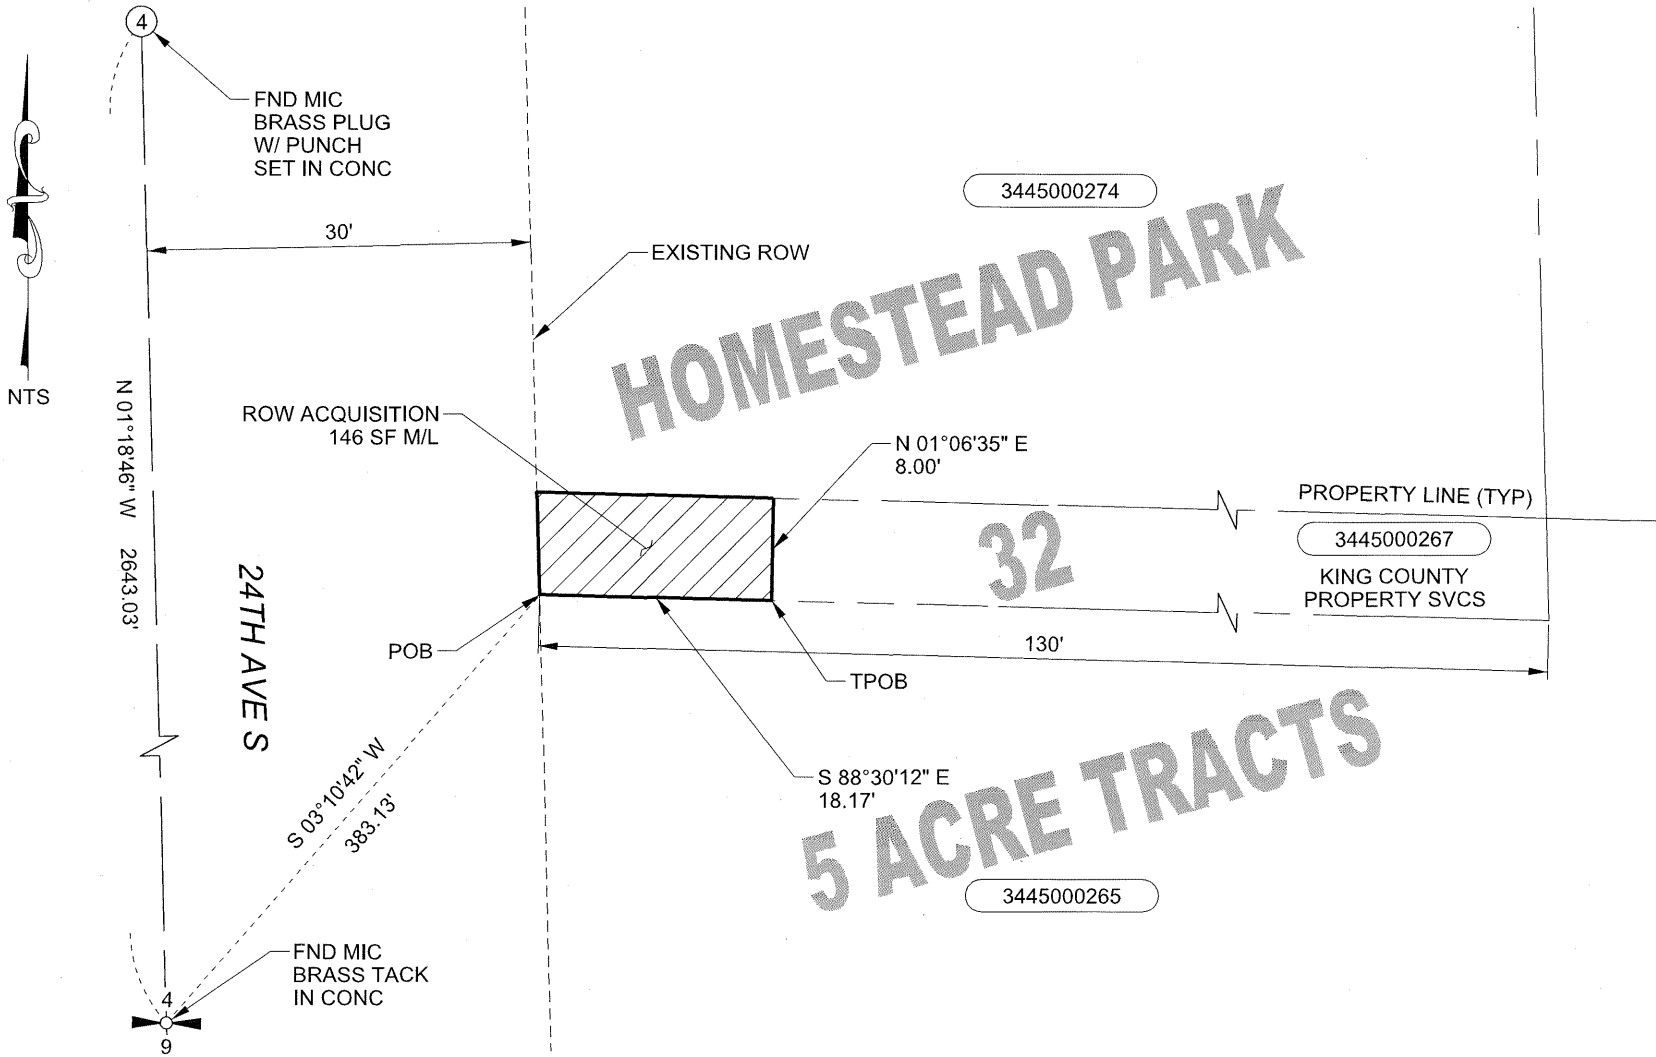 4
FND MIC
BRASS PLUG
W/ PUNCH
SET IN CONC
3445000274
30'
EXISTING ROW
HOMESTEAD PARK
NTS
N 01°18'46" W 2643.03'
ROW ACQUISITION
146 SF M/L
N 01°06'35" E
8.00'
PROPERTY LINE (TYP)
32
3445000267
KING COUNTY
PROPERTY SVCS
24TH AVE S
POB
130'
TPOB
S 03°10'42" W
383.13'
S 88°30'12" E
18.17'
5 ACRE TRACTS
3445000265
FND MIC
BRASS TACK
IN CONC
4
9